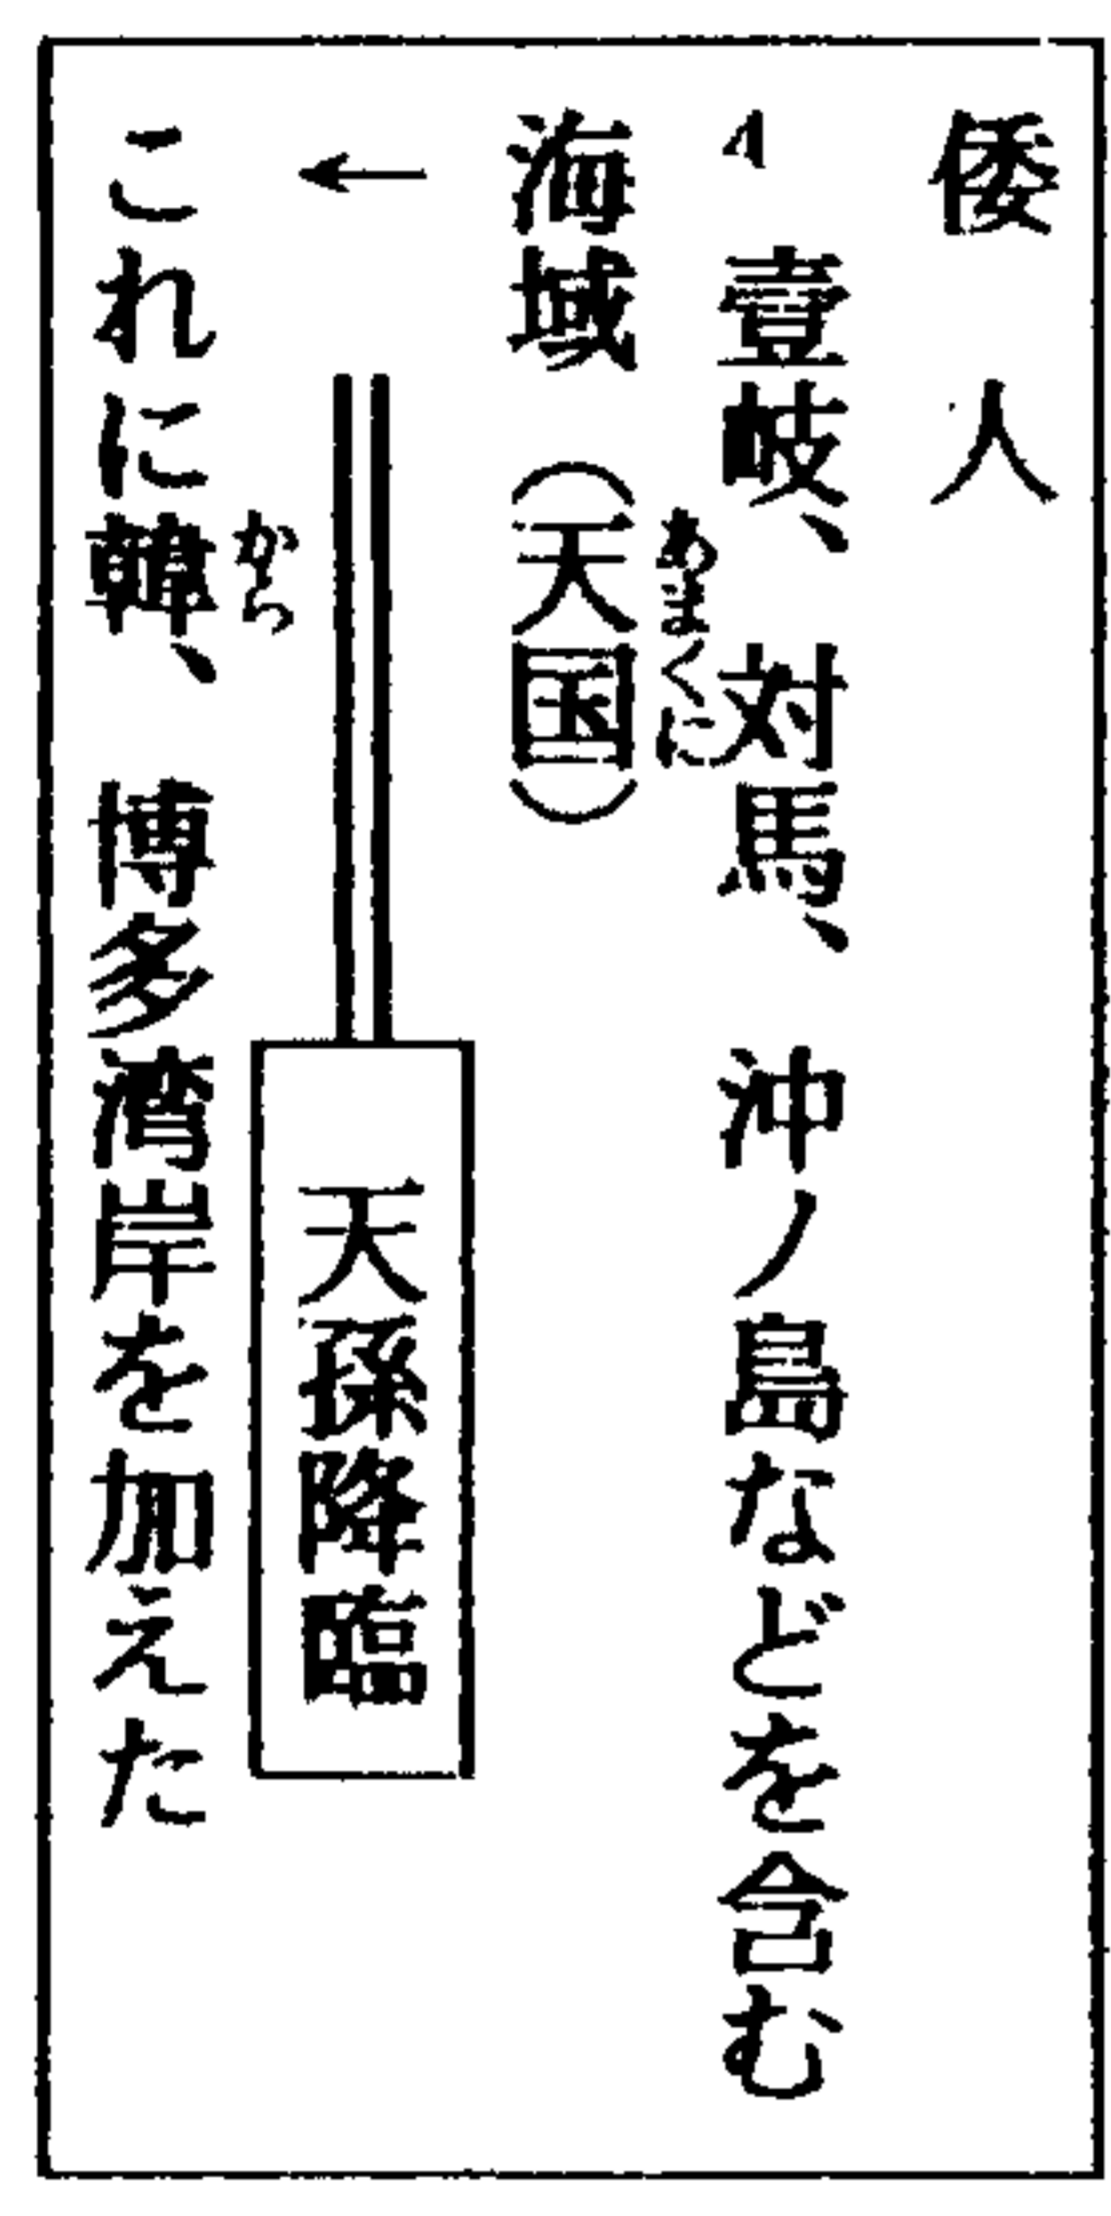 倭人
壹岐、対馬、沖ノ島などを含む
海域(天国)
あまくに
←
天孫降臨
これに韓、博多湾岸を加えた
から